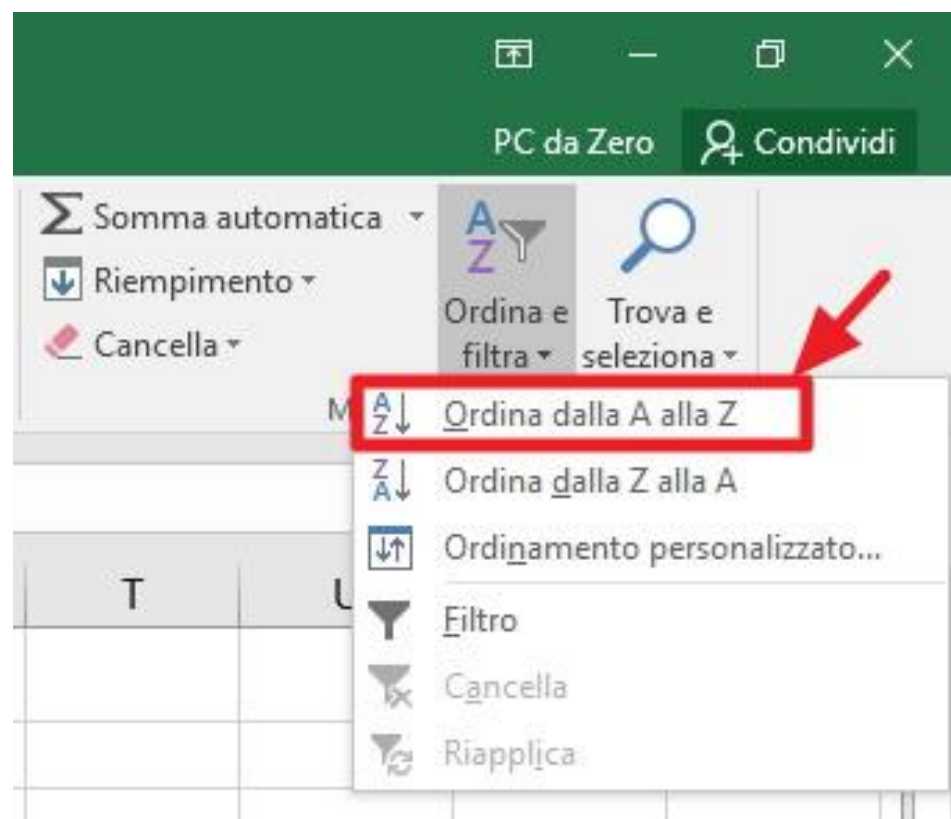 PC da Zero Condividi
Somma automatica
Riempimento
Cancella
Ordina e
filtra
Trova e
seleziona
M
Ordina dalla A alla Z
Ordina dalla Z alla A
Ordinamento personalizzato...
Filtro
Cancella
Riapplica
T